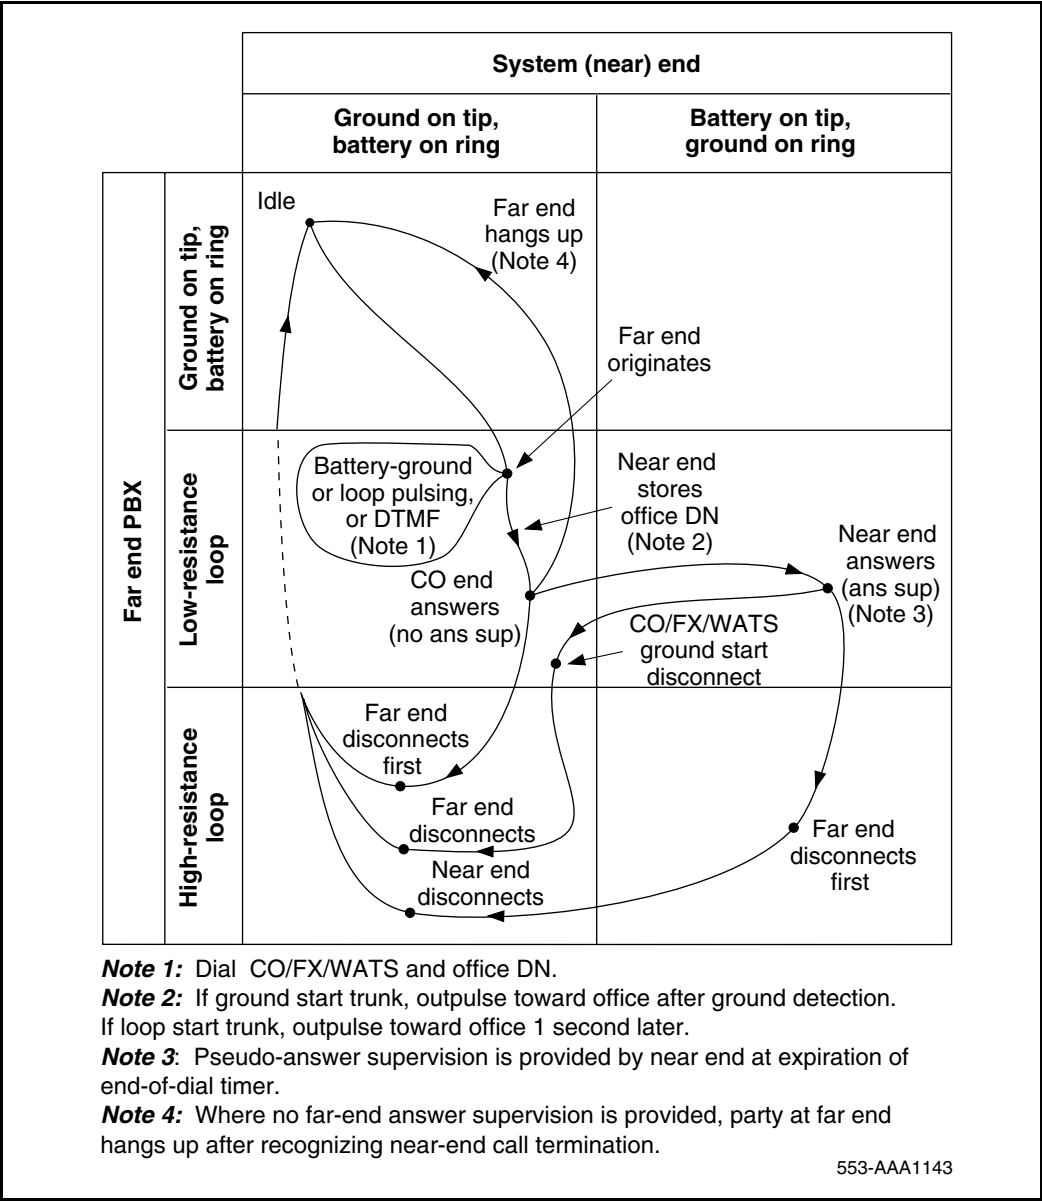 System (near) end
Ground on tip,
battery on ring
Battery on tip,
ground on ring
Far end PBX
Ground on tip,
battery on ring
Low-resistance
loop
High-resistance
loop
Idle
Far end
hangs up
(Note 4)
Far end
originates
Battery-ground
or loop pulsing,
or DTMF
(Note 1)
Near end
stores
office DN
(Note 2)
Near end
answers
(ans sup)
(Note 3)
CO end
answers
(no ans sup)
CO/FX/WATS
ground start
disconnect
Far end
disconnects
first
Far end
disconnects
Near end
disconnects
Far end
disconnects
first
Note 1: Dial CO/FX/WATS and office DN.
Note 2: If ground start trunk, outpulse toward office after ground detection.
If loop start trunk, outpulse toward office 1 second later.
Note 3: Pseudo-answer supervision is provided by near end at expiration of
end-of-dial timer.
Note 4: Where no far-end answer supervision is provided, party at far end
hangs up after recognizing near-end call termination.
553-AAA1143